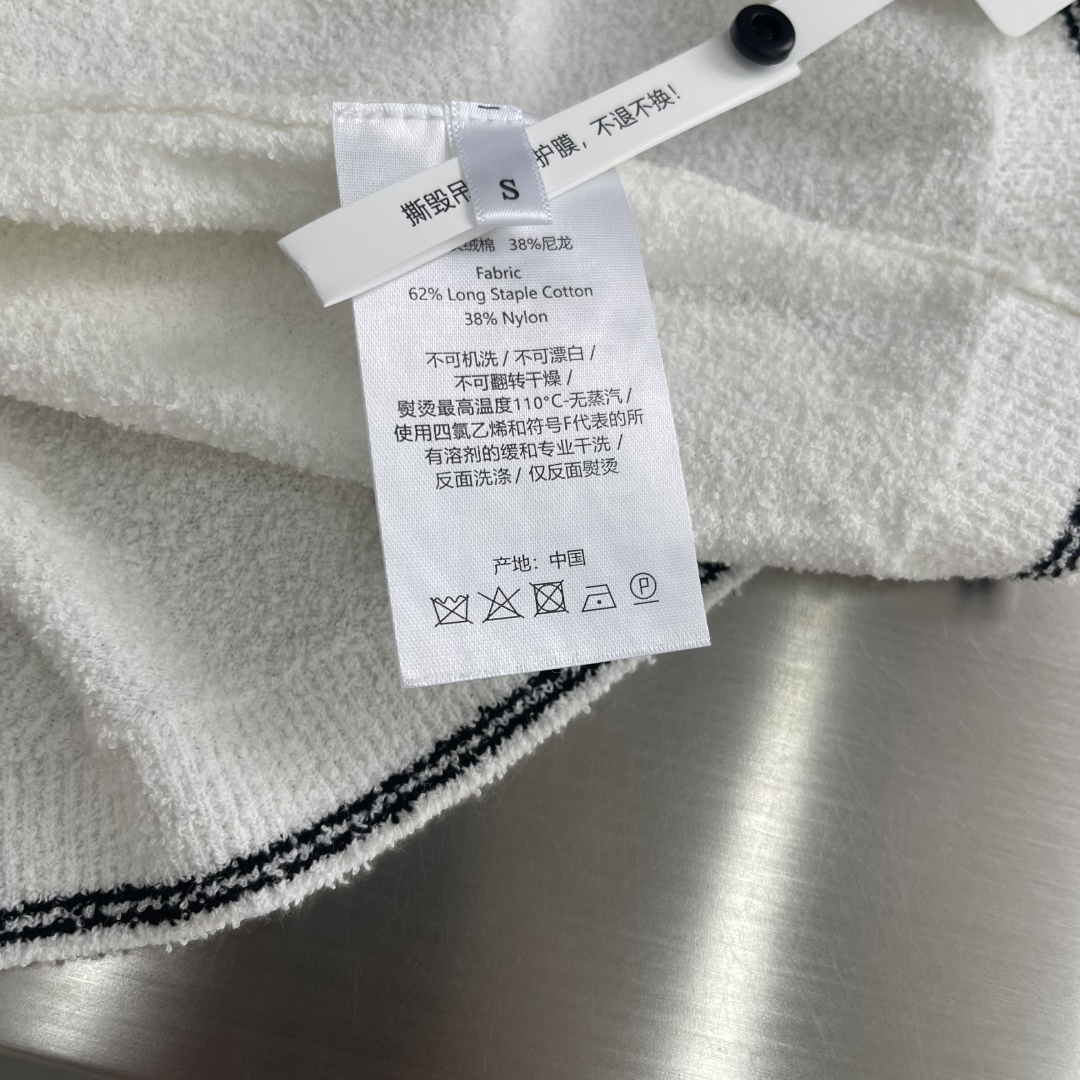 撕毁吊
护膜，不退不换！
S
绒棉 38%尼龙
Fabric
62% Long Staple Cotton
38% Nylon
不可机洗 / 不可漂白 /
不可翻转干燥 /
熨烫最高温度110°C-无蒸汽 /
使用四氯乙烯和符号F代表的所
有溶剂的缓和专业干洗 /
反面洗涤 / 仅反面熨烫
产地：中国
P